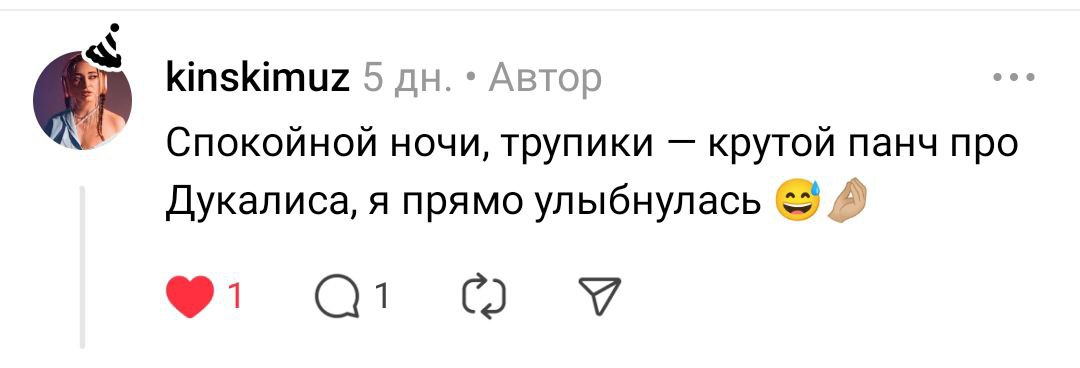 kinskimuz 5 дн. • Автор
Спокойной ночи, трупики — крутой панч про
Дукалиса, я прямо улыбнулась 😅🤌🏼
1 1